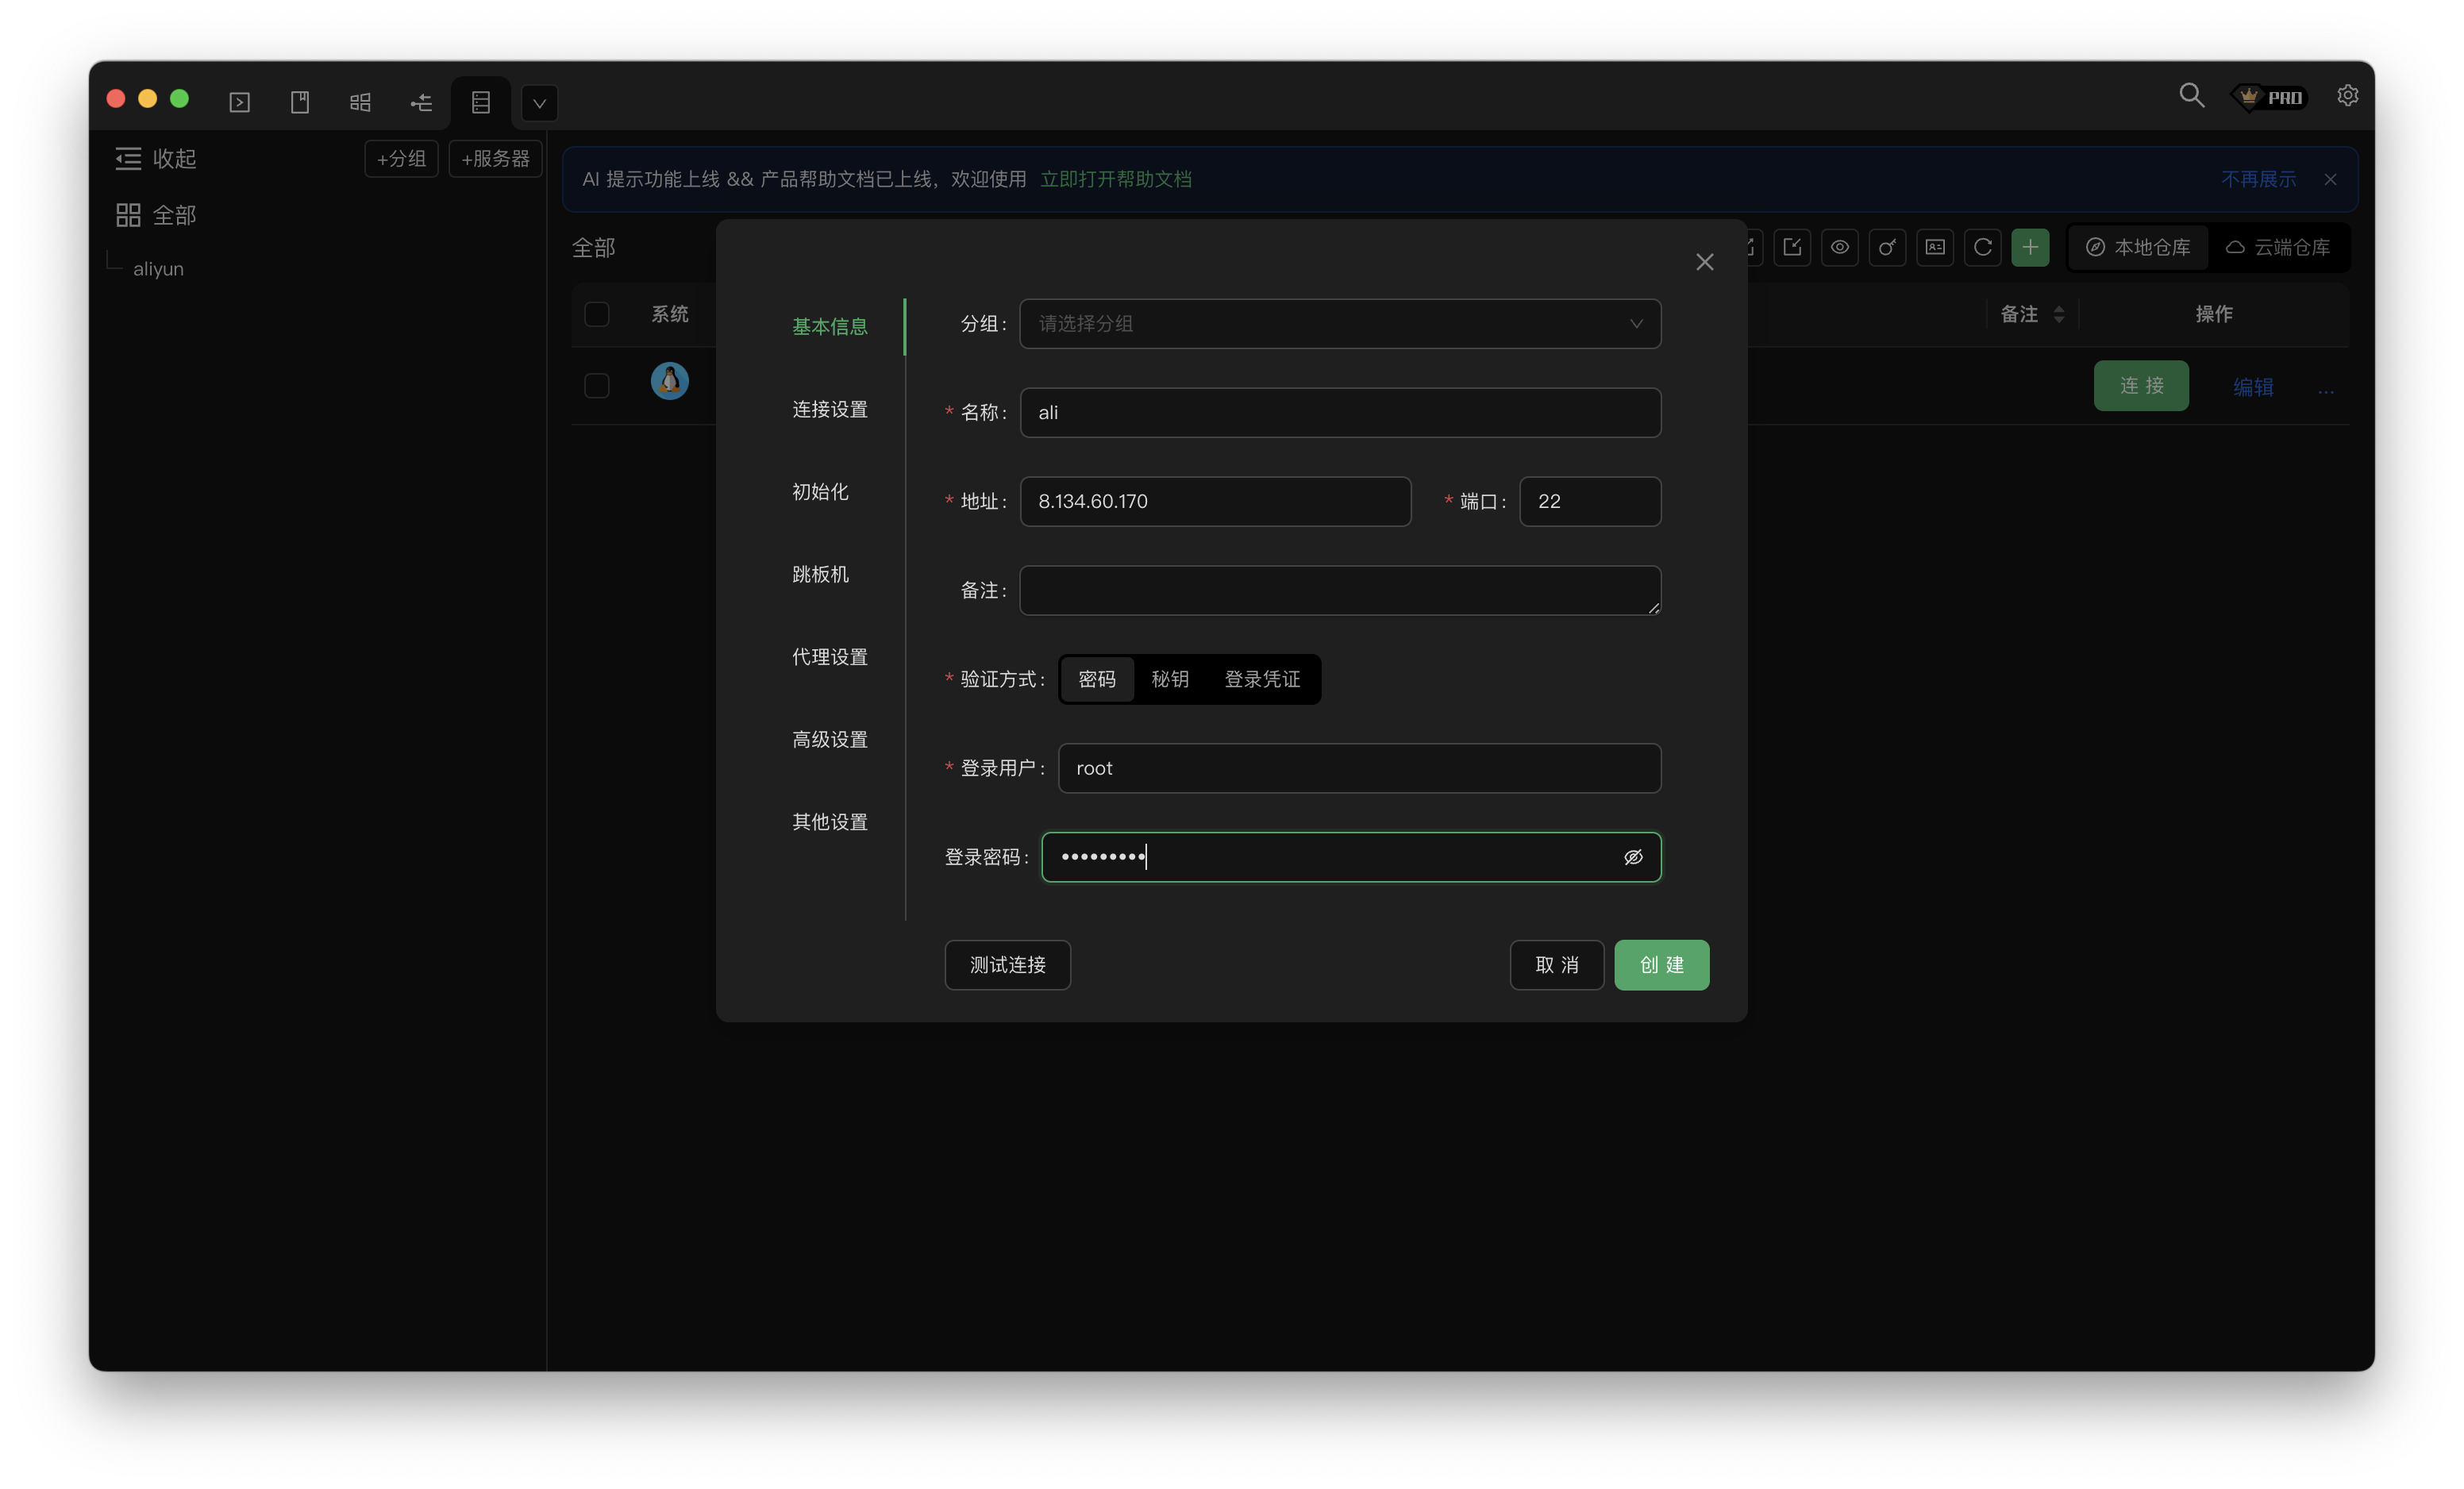 PRO
收起
+分组
+服务器
全部
aliyun
AI 提示功能上线 && 产品帮助文档已上线，欢迎使用 立即打开帮助文档
不再展示
全部
本地仓库
云端仓库
系统
备注
操作
连 接
编辑
...
基本信息
连接设置
初始化
跳板机
代理设置
高级设置
其他设置
分组：
请选择分组
* 名称：
ali
* 地址：
8.134.60.170
* 端口：
22
备注：
* 验证方式：
密码
秘钥
登录凭证
* 登录用户：
root
登录密码：
•••••••••
测试连接
取 消
创 建